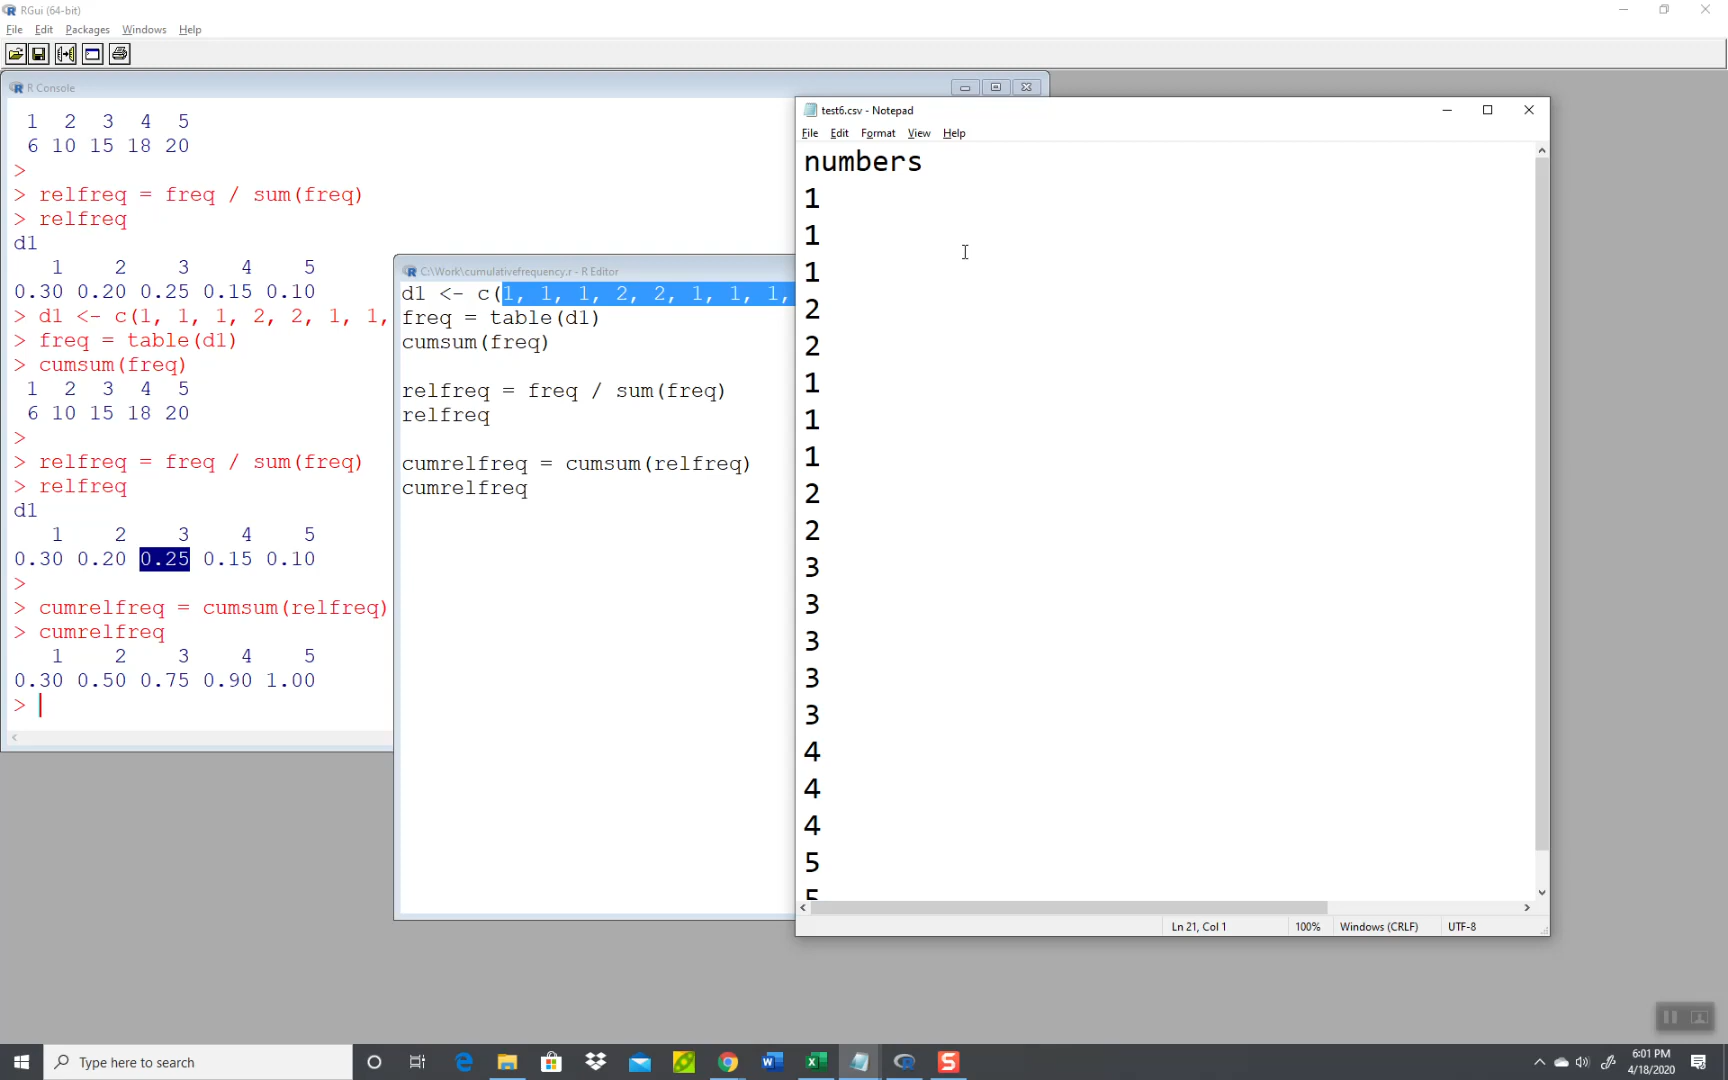 RGui (64-bit)
File Edit Packages Windows Help
R Console
1 2 3 4 5
6 10 15 18 20
>
> relfreq = freq / sum(freq)
> relfreq
d1
1 2 3 4 5
0.30 0.20 0.25 0.15 0.10
> d1 <- c(1, 1, 1, 2, 2, 1, 1,
> freq = table(d1)
> cumsum(freq)
1 2 3 4 5
6 10 15 18 20
>
> relfreq = freq / sum(freq)
> relfreq
d1
1 2 3 4 5
0.30 0.20 0.25 0.15 0.10
>
> cumrelfreq = cumsum(relfreq)
> cumrelfreq
1 2 3 4 5
0.30 0.50 0.75 0.90 1.00
>
C:\Work\cumulativefrequency.r - R Editor
d1 <- c(1, 1, 1, 2, 2, 1, 1, 1,
freq = table(d1)
cumsum(freq)
relfreq = freq / sum(freq)
relfreq
cumrelfreq = cumsum(relfreq)
cumrelfreq
test6.csv - Notepad
File Edit Format View Help
numbers
1
1
1
2
2
1
1
1
2
2
3
3
3
3
3
4
4
4
5
5
Ln 21, Col 1 100% Windows (CRLF) UTF-8
Type here to search
6:01 PM
4/18/2020